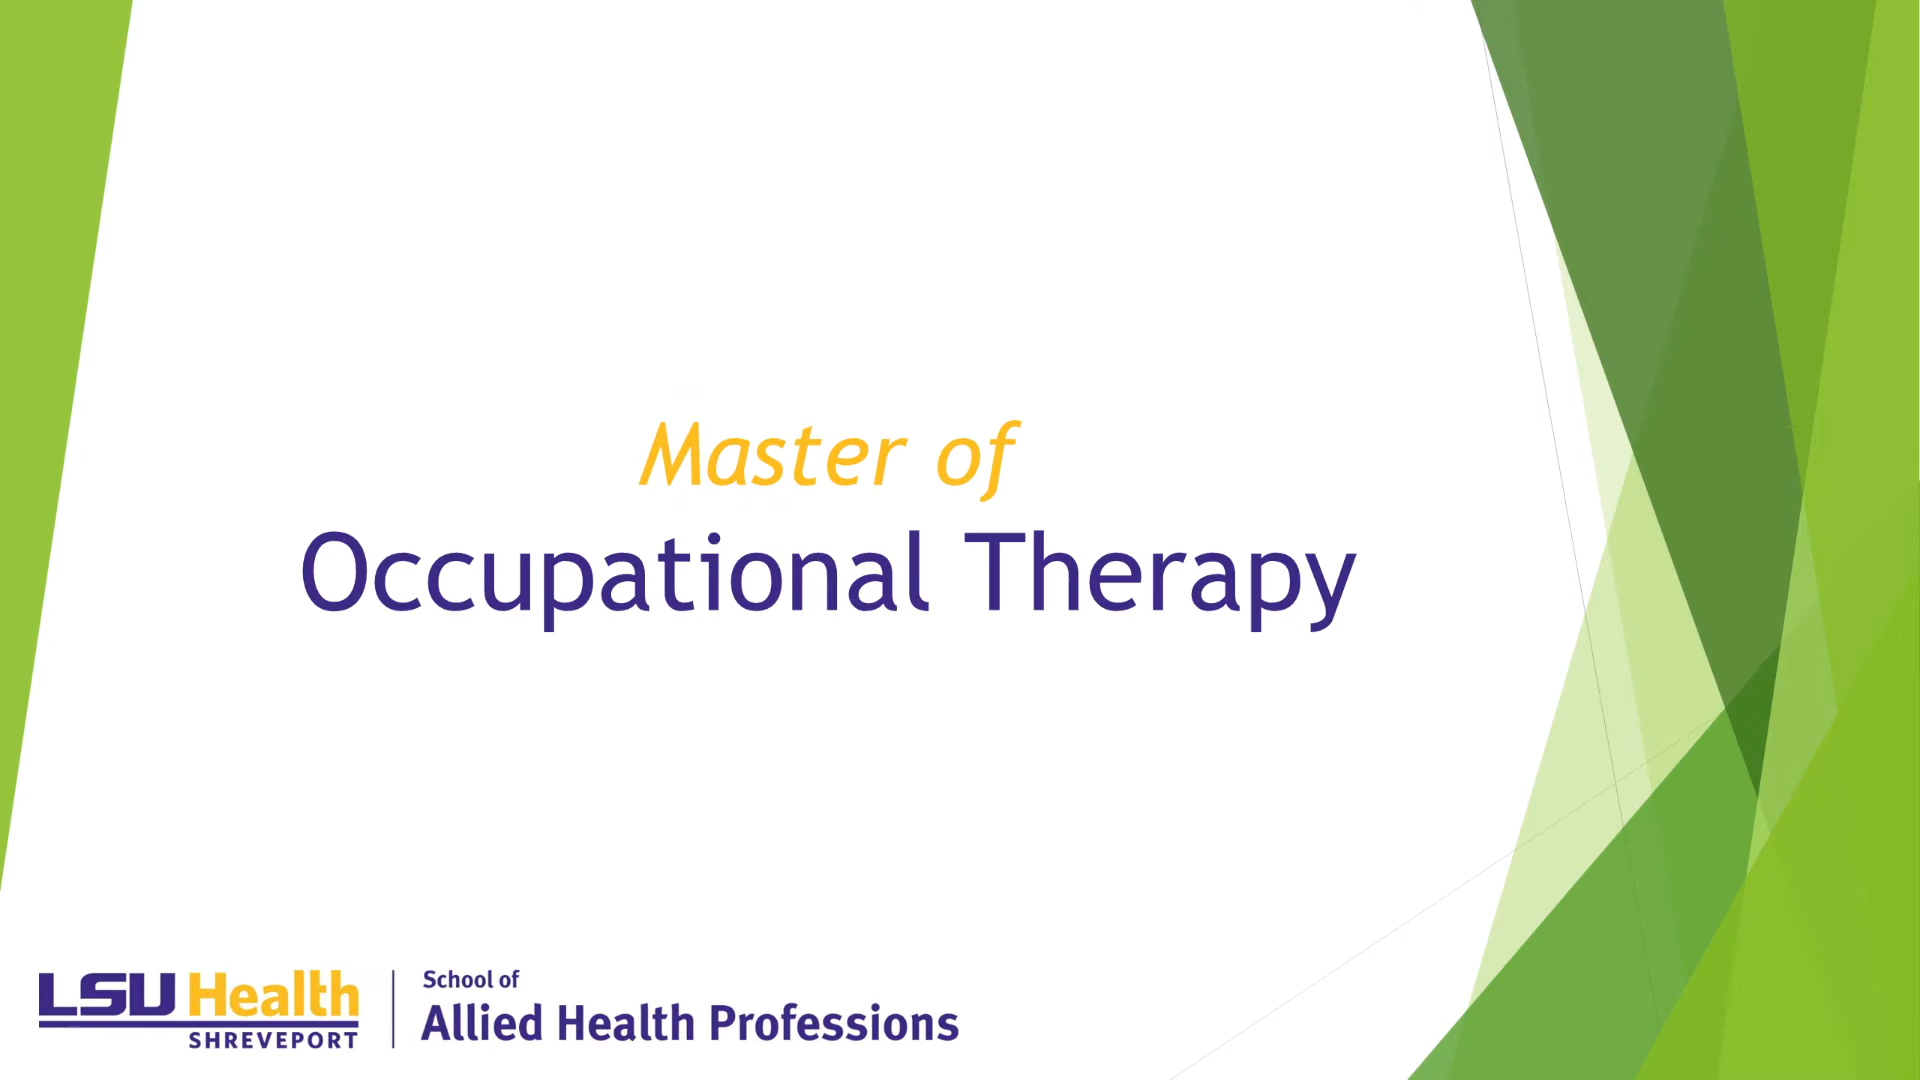 Master of
Occupational Therapy
LSU Health
SHREVEPORT
School of
Allied Health Professions